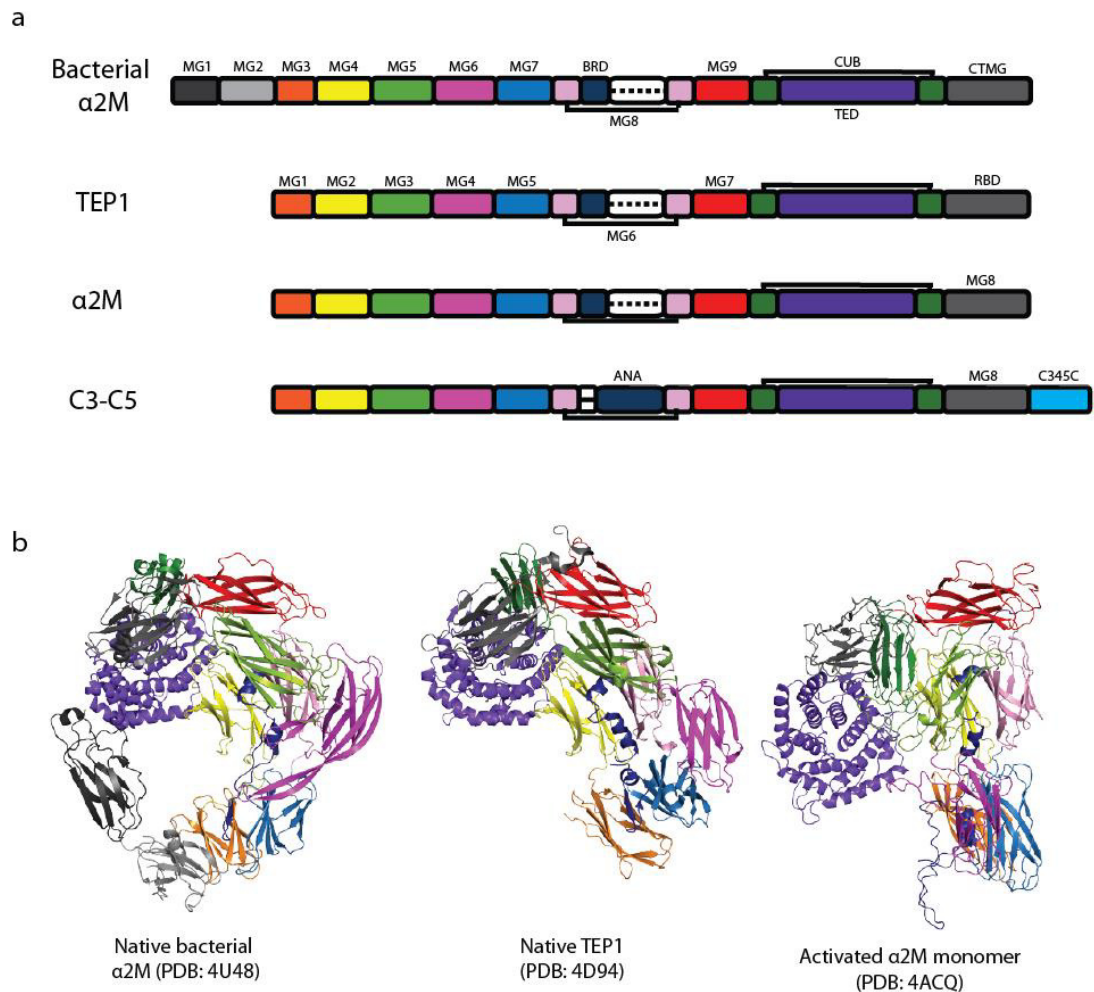 a
MG1 MG2 MG3 MG4 MG5 MG6 MG7 BRD MG9 CUB CTMG
Bacterial
α2M
MG8 TED
MG1 MG2 MG3 MG4 MG5 MG7 RBD
TEP1
MG6
MG8
α2M
ANA MG8 C345C
C3-C5
b
Native bacterial
α2M (PDB: 4U48)
Native TEP1
(PDB: 4D94)
Activated α2M monomer
(PDB: 4ACQ)